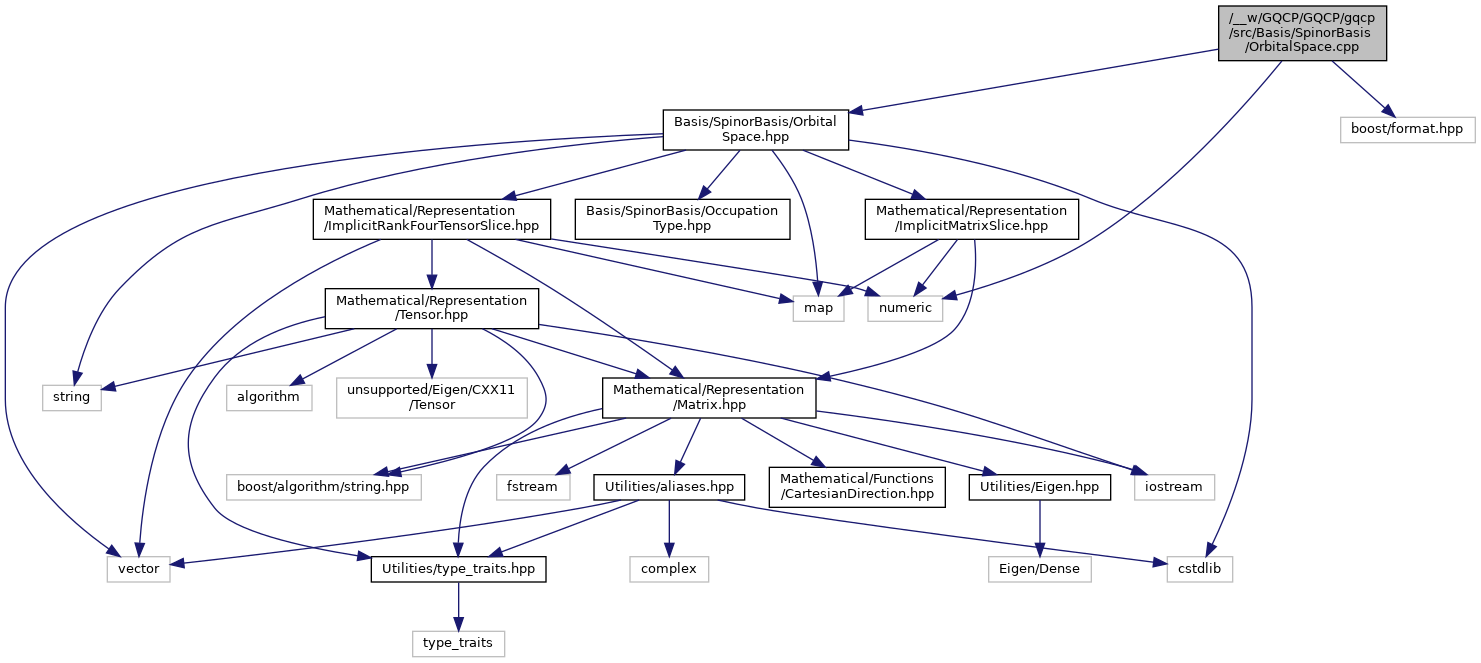 /__w/GQCP/GQCP/gqcp
/src/Basis/SpinorBasis
/OrbitalSpace.cpp
Basis/SpinorBasis/Orbital
Space.hpp
boost/format.hpp
Mathematical/Representation
/ImplicitRankFourTensorSlice.hpp
Basis/SpinorBasis/Occupation
Type.hpp
Mathematical/Representation
/ImplicitMatrixSlice.hpp
Mathematical/Representation
/Tensor.hpp
map
numeric
string
algorithm
unsupported/Eigen/CXX11
/Tensor
Mathematical/Representation
/Matrix.hpp
boost/algorithm/string.hpp
fstream
Utilities/aliases.hpp
Mathematical/Functions
/CartesianDirection.hpp
Utilities/Eigen.hpp
iostream
vector
Utilities/type_traits.hpp
complex
Eigen/Dense
cstdlib
type_traits